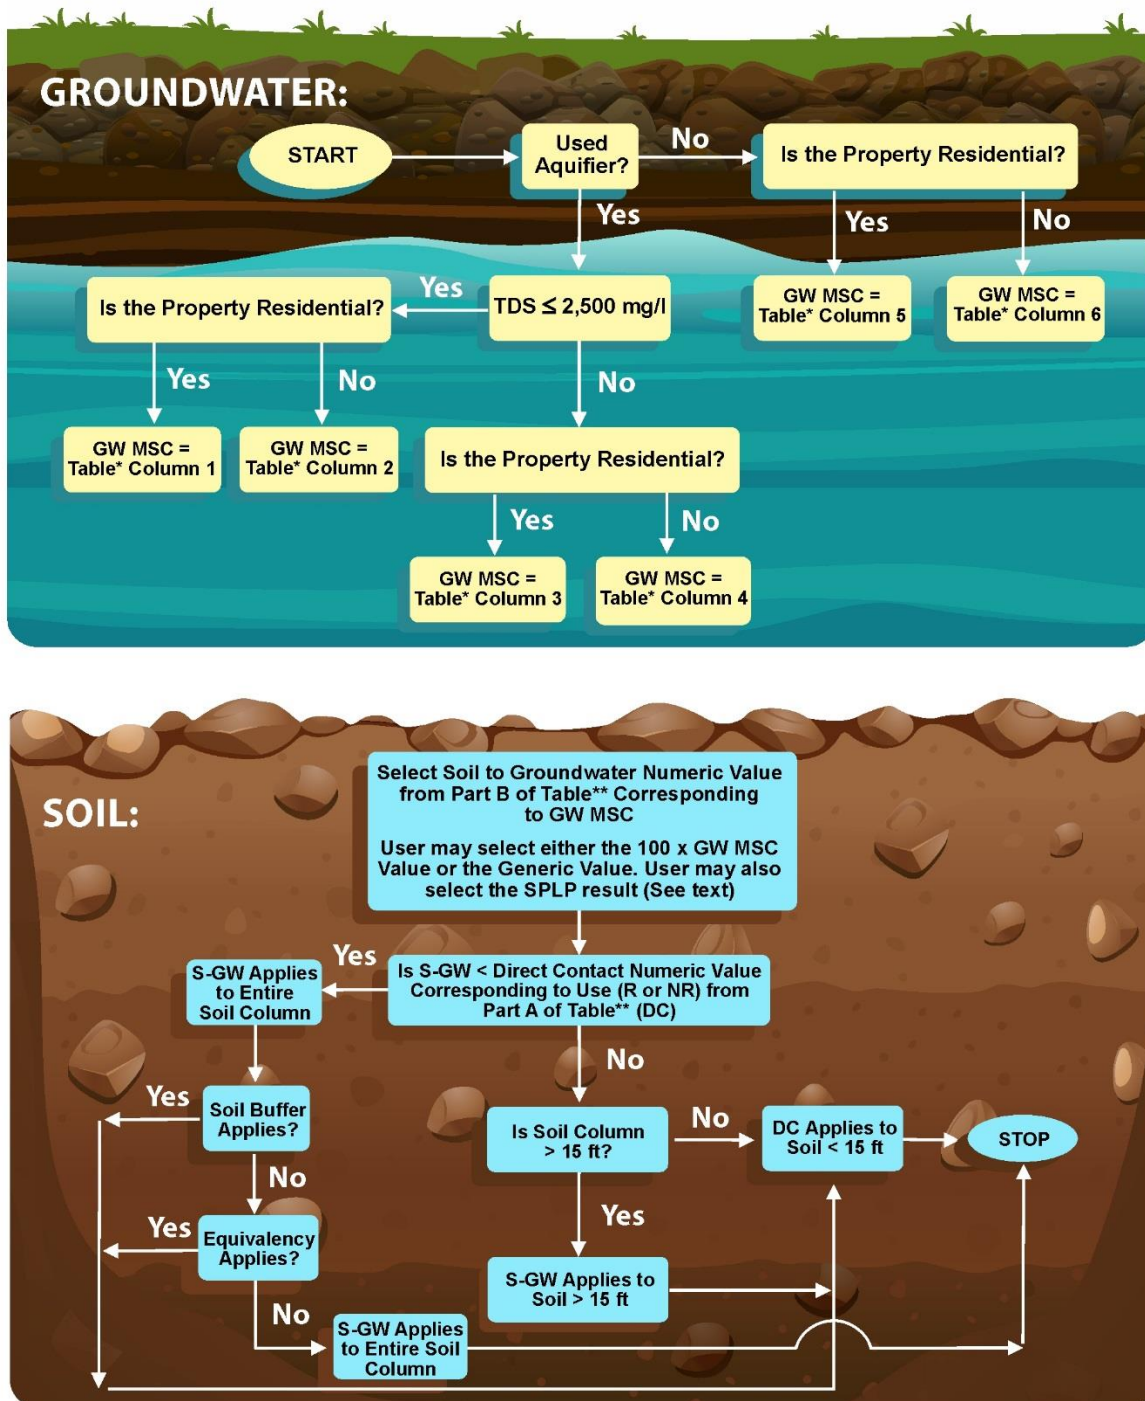 GROUNDWATER:
START
Used
Aquifier?
No
Is the Property Residential?
Yes
Yes
No
Is the Property Residential?
Yes
TDS ≤ 2,500 mg/l
GW MSC =
Table* Column 5
GW MSC =
Table* Column 6
Yes
No
No
GW MSC =
Table* Column 1
GW MSC =
Table* Column 2
Is the Property Residential?
Yes
No
GW MSC =
Table* Column 3
GW MSC =
Table* Column 4
SOIL:
Select Soil to Groundwater Numeric Value
from Part B of Table** Corresponding
to GW MSC
User may select either the 100 x GW MSC
Value or the Generic Value. User may also
select the SPLP result (See text)
Yes
S-GW Applies
to Entire
Soil Column
Is S-GW < Direct Contact Numeric Value
Corresponding to Use (R or NR) from
Part A of Table** (DC)
No
Yes
Soil Buffer
Applies?
Is Soil Column
> 15 ft?
No
DC Applies to
Soil < 15 ft
STOP
No
Yes
Yes
Equivalency
Applies?
S-GW Applies to
Soil > 15 ft
No
S-GW Applies
to Entire Soil
Column